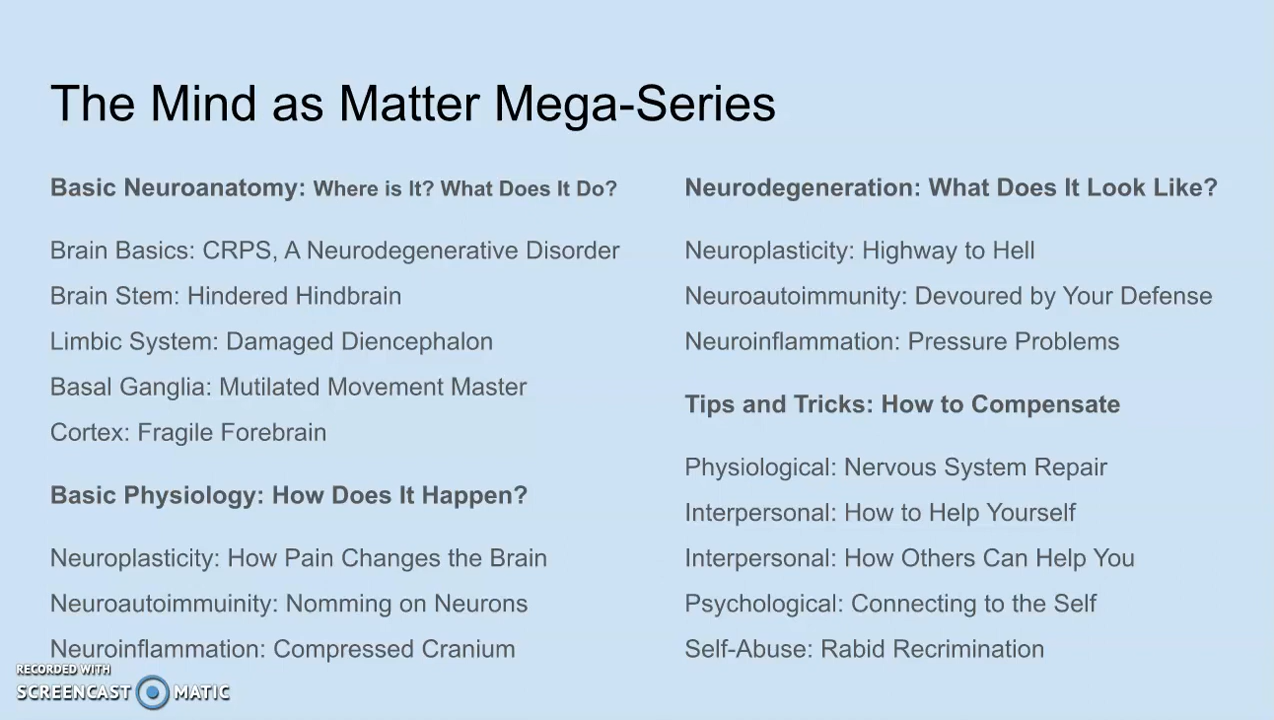 The Mind as Matter Mega-Series
Basic Neuroanatomy: Where is It? What Does It Do?
Brain Basics: CRPS, A Neurodegenerative Disorder
Brain Stem: Hindered Hindbrain
Limbic System: Damaged Diencephalon
Basal Ganglia: Mutilated Movement Master
Cortex: Fragile Forebrain
Basic Physiology: How Does It Happen?
Neuroplasticity: How Pain Changes the Brain
Neuroautoimmuinity: Nomming on Neurons
Neuroinflammation: Compressed Cranium
Neurodegeneration: What Does It Look Like?
Neuroplasticity: Highway to Hell
Neuroautoimmunity: Devoured by Your Defense
Neuroinflammation: Pressure Problems
Tips and Tricks: How to Compensate
Physiological: Nervous System Repair
Interpersonal: How to Help Yourself
Interpersonal: How Others Can Help You
Psychological: Connecting to the Self
Self-Abuse: Rabid Recrimination
RECORDED WITH
SCREENCAST MATIC